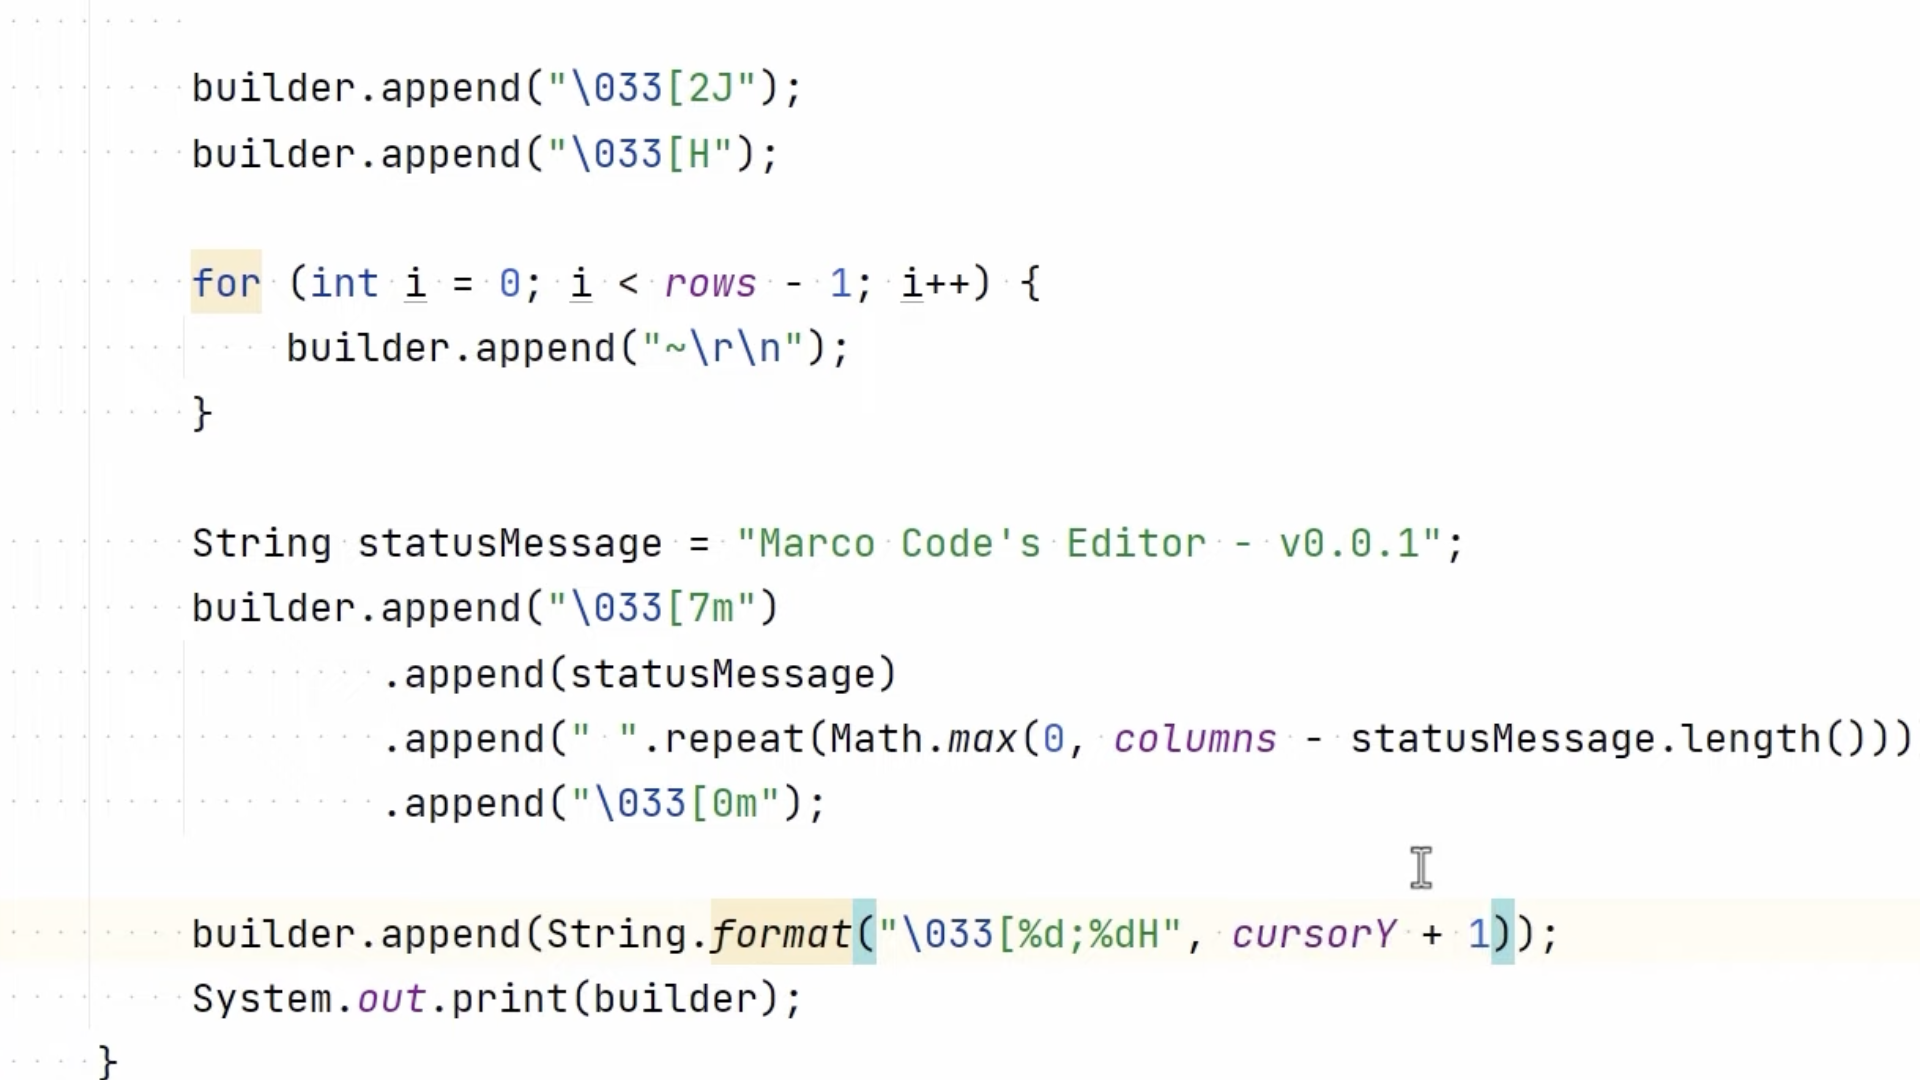 builder.append("\033[2J");
builder.append("\033[H");
for (int i = 0; i < rows - 1; i++) {
builder.append("~\r\n");
}
String statusMessage = "Marco Code's Editor - v0.0.1";
builder.append("\033[7m")
.append(statusMessage)
.append(" ".repeat(Math.max(0, columns - statusMessage.length()))
.append("\033[0m");
builder.append(String.format("\033[%d;%dH", cursorY + 1));
System.out.print(builder);
}